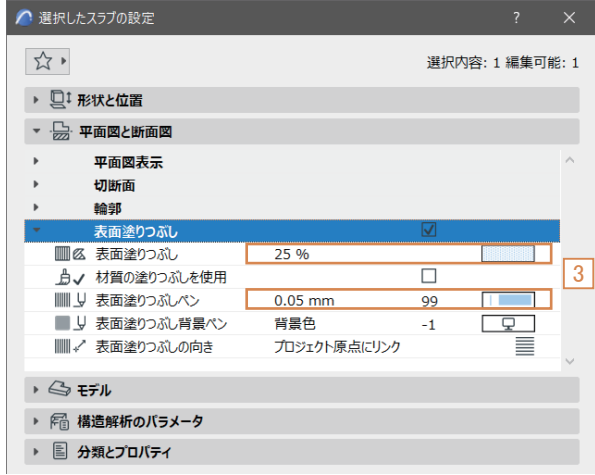 選択したスラブの設定 ? ×
選択内容: 1 編集可能: 1
形状と位置
平面図と断面図
平面図表示
切断面
輪郭
表面塗りつぶし
表面塗りつぶし 25 %
材質の塗りつぶしを使用
3
表面塗りつぶしペン 0.05 mm 99
表面塗りつぶし背景ペン 背景色 -1
表面塗りつぶしの向き プロジェクト原点にリンク
モデル
構造解析のパラメータ
分類とプロパティ